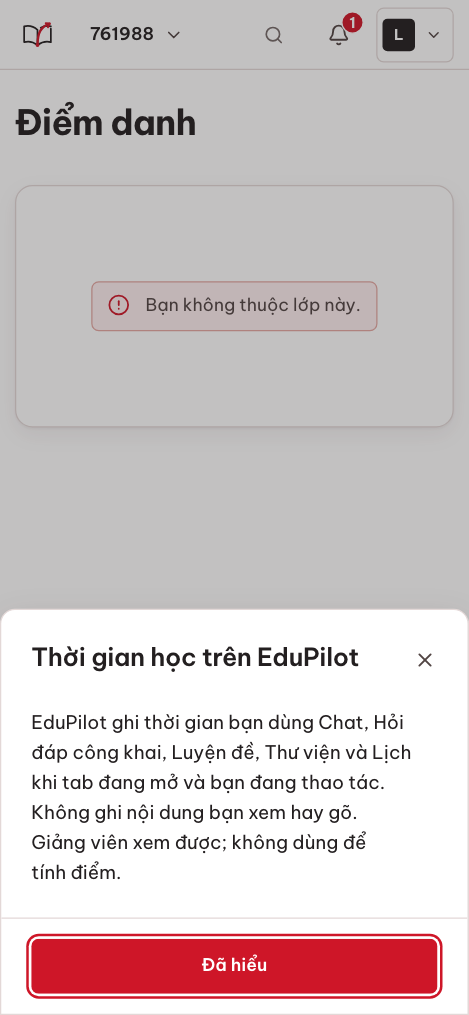 761988
1
L
Điểm danh
Bạn không thuộc lớp này.
Thời gian học trên EduPilot
EduPilot ghi thời gian bạn dùng Chat, Hỏi
đáp công khai, Luyện đề, Thư viện và Lịch
khi tab đang mở và bạn đang thao tác.
Không ghi nội dung bạn xem hay gõ.
Giảng viên xem được; không dùng để
tính điểm.
Đã hiểu